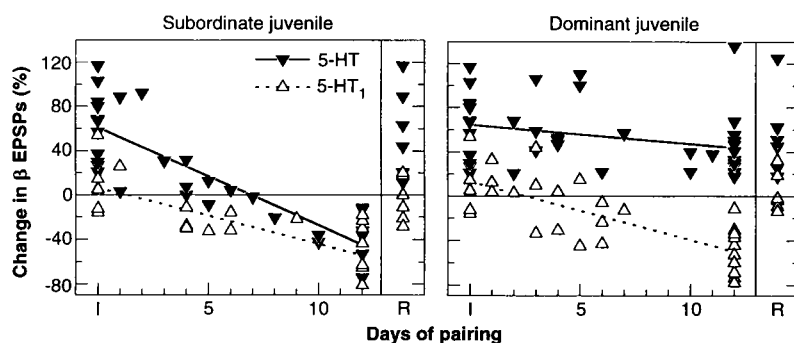 Subordinate juvenile
Dominant juvenile
Change in β EPSPs (%)
120
80
40
0
-40
-80
5-HT
5-HT₁
I
5
10
R
I
5
10
R
Days of pairing